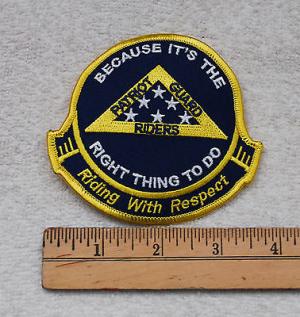 BECAUSE IT'S THE
PATRIOT GUARD
RIDERS
RIGHT THING TO DO
Riding With Respect
1 2 3 4